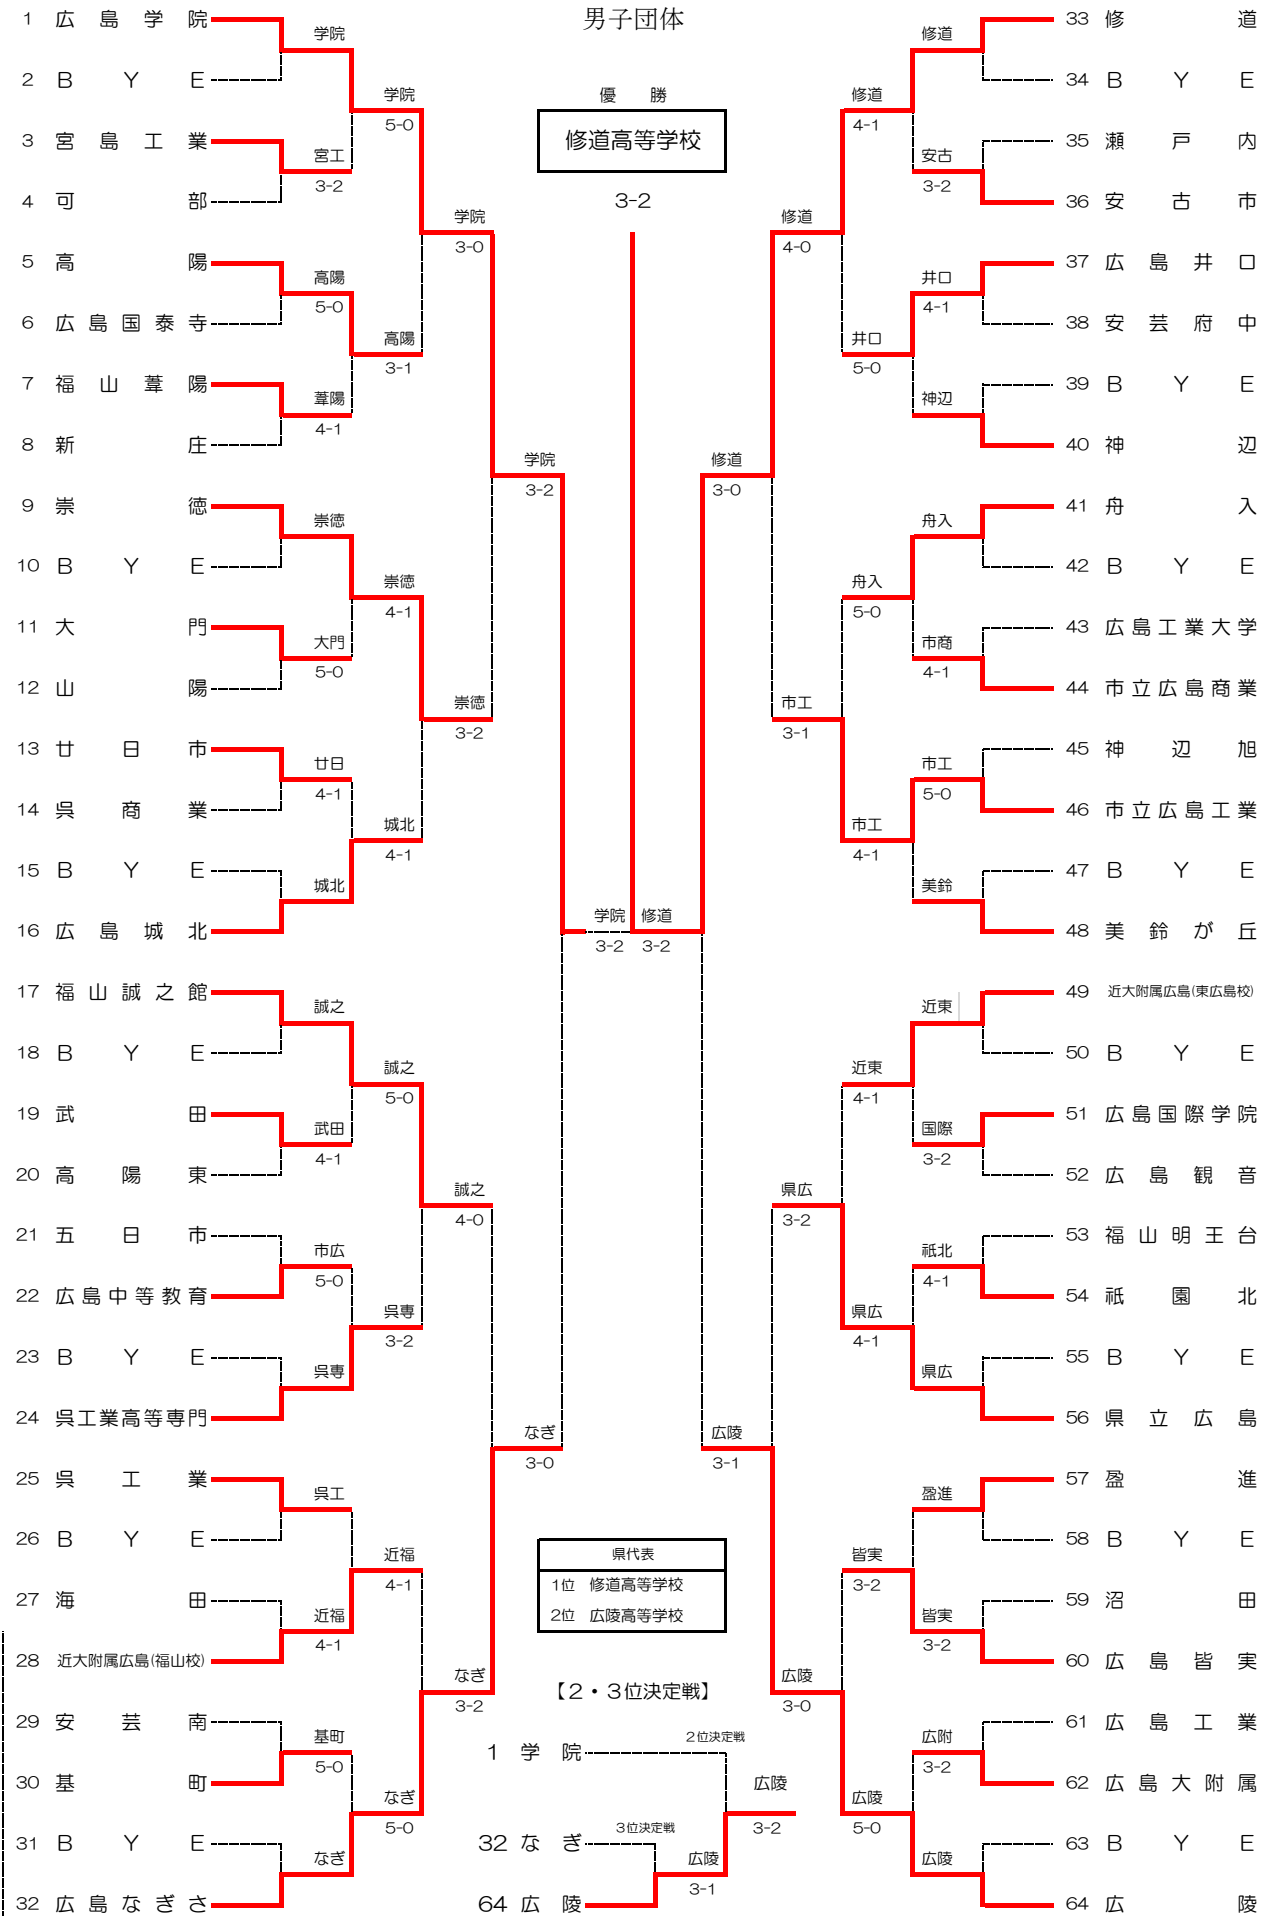 男子団体
優　勝
修道高等学校
3-2
1 広島学院
2 BYE
3 宮島工業
4 可部
5 高陽
6 広島国泰寺
7 福山葦陽
8 新庄
9 崇徳
10 BYE
11 大門
12 山陽
13 廿日市
14 呉商業
15 BYE
16 広島城北
17 福山誠之館
18 BYE
19 武田
20 高陽東
21 五日市
22 広島中等教育
23 BYE
24 呉工業高等専門
25 呉工業
26 BYE
27 海田
28 近大附属広島(福山校)
29 安芸南
30 基町
31 BYE
32 広島なぎさ
学院
宮工
3-2
高陽
5-0
葦陽
4-1
崇徳
大門
5-0
廿日
4-1
城北
誠之
武田
4-1
市広
5-0
呉専
呉工
近福
4-1
基町
5-0
なぎ
学院
5-0
高陽
3-1
崇徳
4-1
城北
4-1
誠之
5-0
呉専
3-2
近福
4-1
なぎ
5-0
学院
3-0
崇徳
3-2
誠之
4-0
なぎ
3-2
学院
3-2
なぎ
3-0
学院 修道
3-2 3-2
修道
3-0
広陵
3-1
修道
4-0
市工
3-1
県広
3-2
広陵
3-0
修道
4-1
井口
5-0
舟入
5-0
市工
4-1
近東
4-1
県広
4-1
皆実
3-2
広陵
5-0
修道
安古
3-2
井口
4-1
神辺
舟入
市商
4-1
市工
5-0
美鈴
近東
国際
3-2
祇北
4-1
県広
盈進
皆実
3-2
広附
3-2
広陵
33 修道
34 BYE
35 瀬戸内
36 安古市
37 広島井口
38 安芸府中
39 BYE
40 神辺
41 舟入
42 BYE
43 広島工業大学
44 市立広島商業
45 神辺旭
46 市立広島工業
47 BYE
48 美鈴が丘
49 近大附属広島(東広島校)
50 BYE
51 広島国際学院
52 広島観音
53 福山明王台
54 祇園北
55 BYE
56 県立広島
57 盈進
58 BYE
59 沼田
60 広島皆実
61 広島工業
62 広島大附属
63 BYE
64 広陵
県代表
1位 修道高等学校
2位 広陵高等学校
【2・3位決定戦】
2位決定戦
1 学院
広陵
3-2
3位決定戦
32 なぎ
広陵
3-1
64 広陵